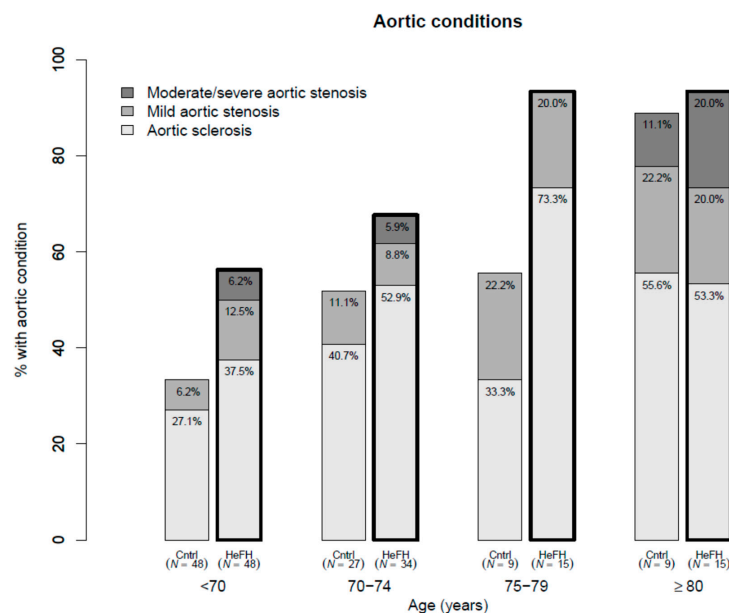 Aortic conditions
% with aortic condition
100
80
60
40
20
0
Moderate/severe aortic stenosis
Mild aortic stenosis
Aortic sclerosis
6.2%
27.1%
6.2%
12.5%
37.5%
11.1%
40.7%
5.9%
8.8%
52.9%
22.2%
33.3%
20.0%
73.3%
11.1%
22.2%
55.6%
20.0%
20.0%
53.3%
Cntrl HeFH Cntrl HeFH Cntrl HeFH Cntrl HeFH
(N = 48) (N = 48) (N = 27) (N = 34) (N = 9) (N = 15) (N = 9) (N = 15)
<70 70−74 75−79 ≥ 80
Age (years)